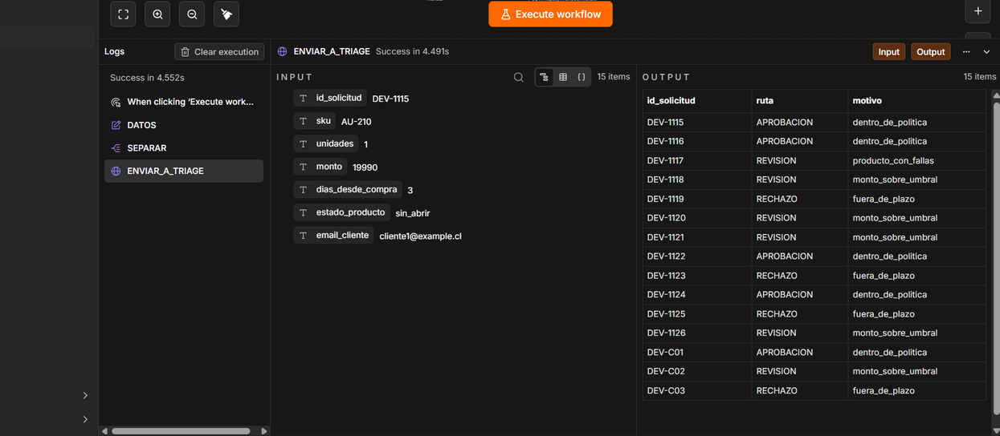 Execute workflow
Logs
Clear execution
ENVIAR_A_TRIAGE Success in 4.491s
Input
Output
Success in 4.552s
When clicking ‘Execute work...
DATOS
SEPARAR
ENVIAR_A_TRIAGE
INPUT
15 items
T id_solicitud DEV-1115
T sku AU-210
T unidades 1
T monto 19990
T dias_desde_compra 3
T estado_producto sin_abrir
T email_cliente cliente1@example.cl
OUTPUT
15 items
id_solicitud ruta motivo
DEV-1115 APROBACION dentro_de_politica
DEV-1116 APROBACION dentro_de_politica
DEV-1117 REVISION producto_con_fallas
DEV-1118 REVISION monto_sobre_umbral
DEV-1119 RECHAZO fuera_de_plazo
DEV-1120 REVISION monto_sobre_umbral
DEV-1121 REVISION monto_sobre_umbral
DEV-1122 APROBACION dentro_de_politica
DEV-1123 RECHAZO fuera_de_plazo
DEV-1124 APROBACION dentro_de_politica
DEV-1125 RECHAZO fuera_de_plazo
DEV-1126 REVISION monto_sobre_umbral
DEV-C01 APROBACION dentro_de_politica
DEV-C02 REVISION monto_sobre_umbral
DEV-C03 RECHAZO fuera_de_plazo